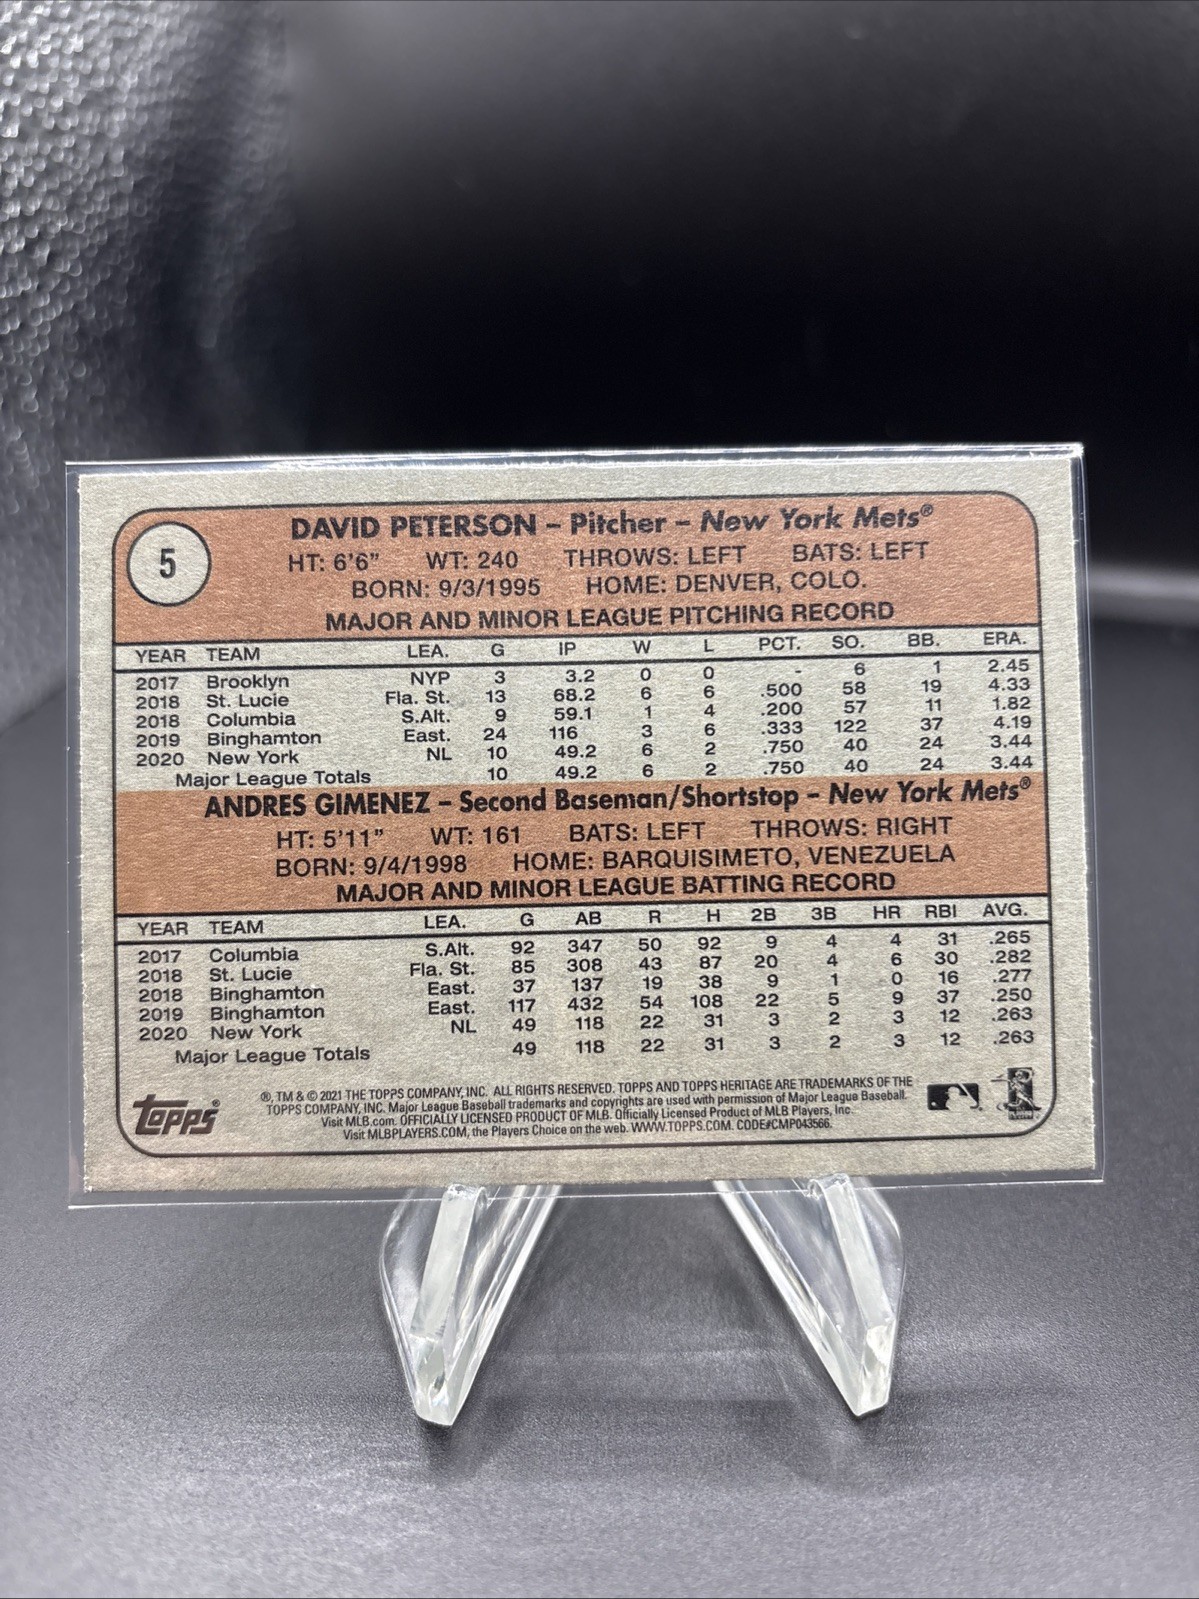 5
DAVID PETERSON – Pitcher – New York Mets®
HT: 6'6" WT: 240 THROWS: LEFT BATS: LEFT
BORN: 9/3/1995 HOME: DENVER, COLO.
MAJOR AND MINOR LEAGUE PITCHING RECORD
YEAR TEAM LEA. G IP W L PCT. SO. BB. ERA.
2017 Brooklyn NYP 3 3.2 0 0 - 6 1 2.45
2018 St. Lucie Fla. St. 13 68.2 6 6 .500 58 19 4.33
2018 Columbia S.Alt. 9 59.1 1 4 .200 57 11 1.82
2019 Binghamton East. 24 116 3 6 .333 122 37 4.19
2020 New York NL 10 49.2 6 2 .750 40 24 3.44
Major League Totals 10 49.2 6 2 .750 40 24 3.44
ANDRES GIMENEZ – Second Baseman/Shortstop – New York Mets®
HT: 5'11" WT: 161 BATS: LEFT THROWS: RIGHT
BORN: 9/4/1998 HOME: BARQUISIMETO, VENEZUELA
MAJOR AND MINOR LEAGUE BATTING RECORD
YEAR TEAM LEA. G AB R H 2B 3B HR RBI AVG.
2017 Columbia S.Alt. 92 347 50 92 9 4 4 31 .265
2018 St. Lucie Fla. St. 85 308 43 87 20 4 6 30 .282
2018 Binghamton East. 37 137 19 38 9 1 0 16 .277
2019 Binghamton East. 117 432 54 108 22 5 9 37 .250
2020 New York NL 49 118 22 31 3 2 3 12 .263
Major League Totals 49 118 22 31 3 2 3 12 .263
topps®
®, TM & © 2021 THE TOPPS COMPANY, INC. ALL RIGHTS RESERVED. TOPPS AND TOPPS HERITAGE ARE TRADEMARKS OF THE
TOPPS COMPANY, INC. Major League Baseball trademarks and copyrights are used with permission of Major League Baseball.
Visit MLB.com. OFFICIALLY LICENSED PRODUCT OF MLB. Officially Licensed Product of MLB Players, Inc.
Visit MLBPLAYERS.COM, the Players Choice on the web. WWW.TOPPS.COM. CODE#CMP043566.